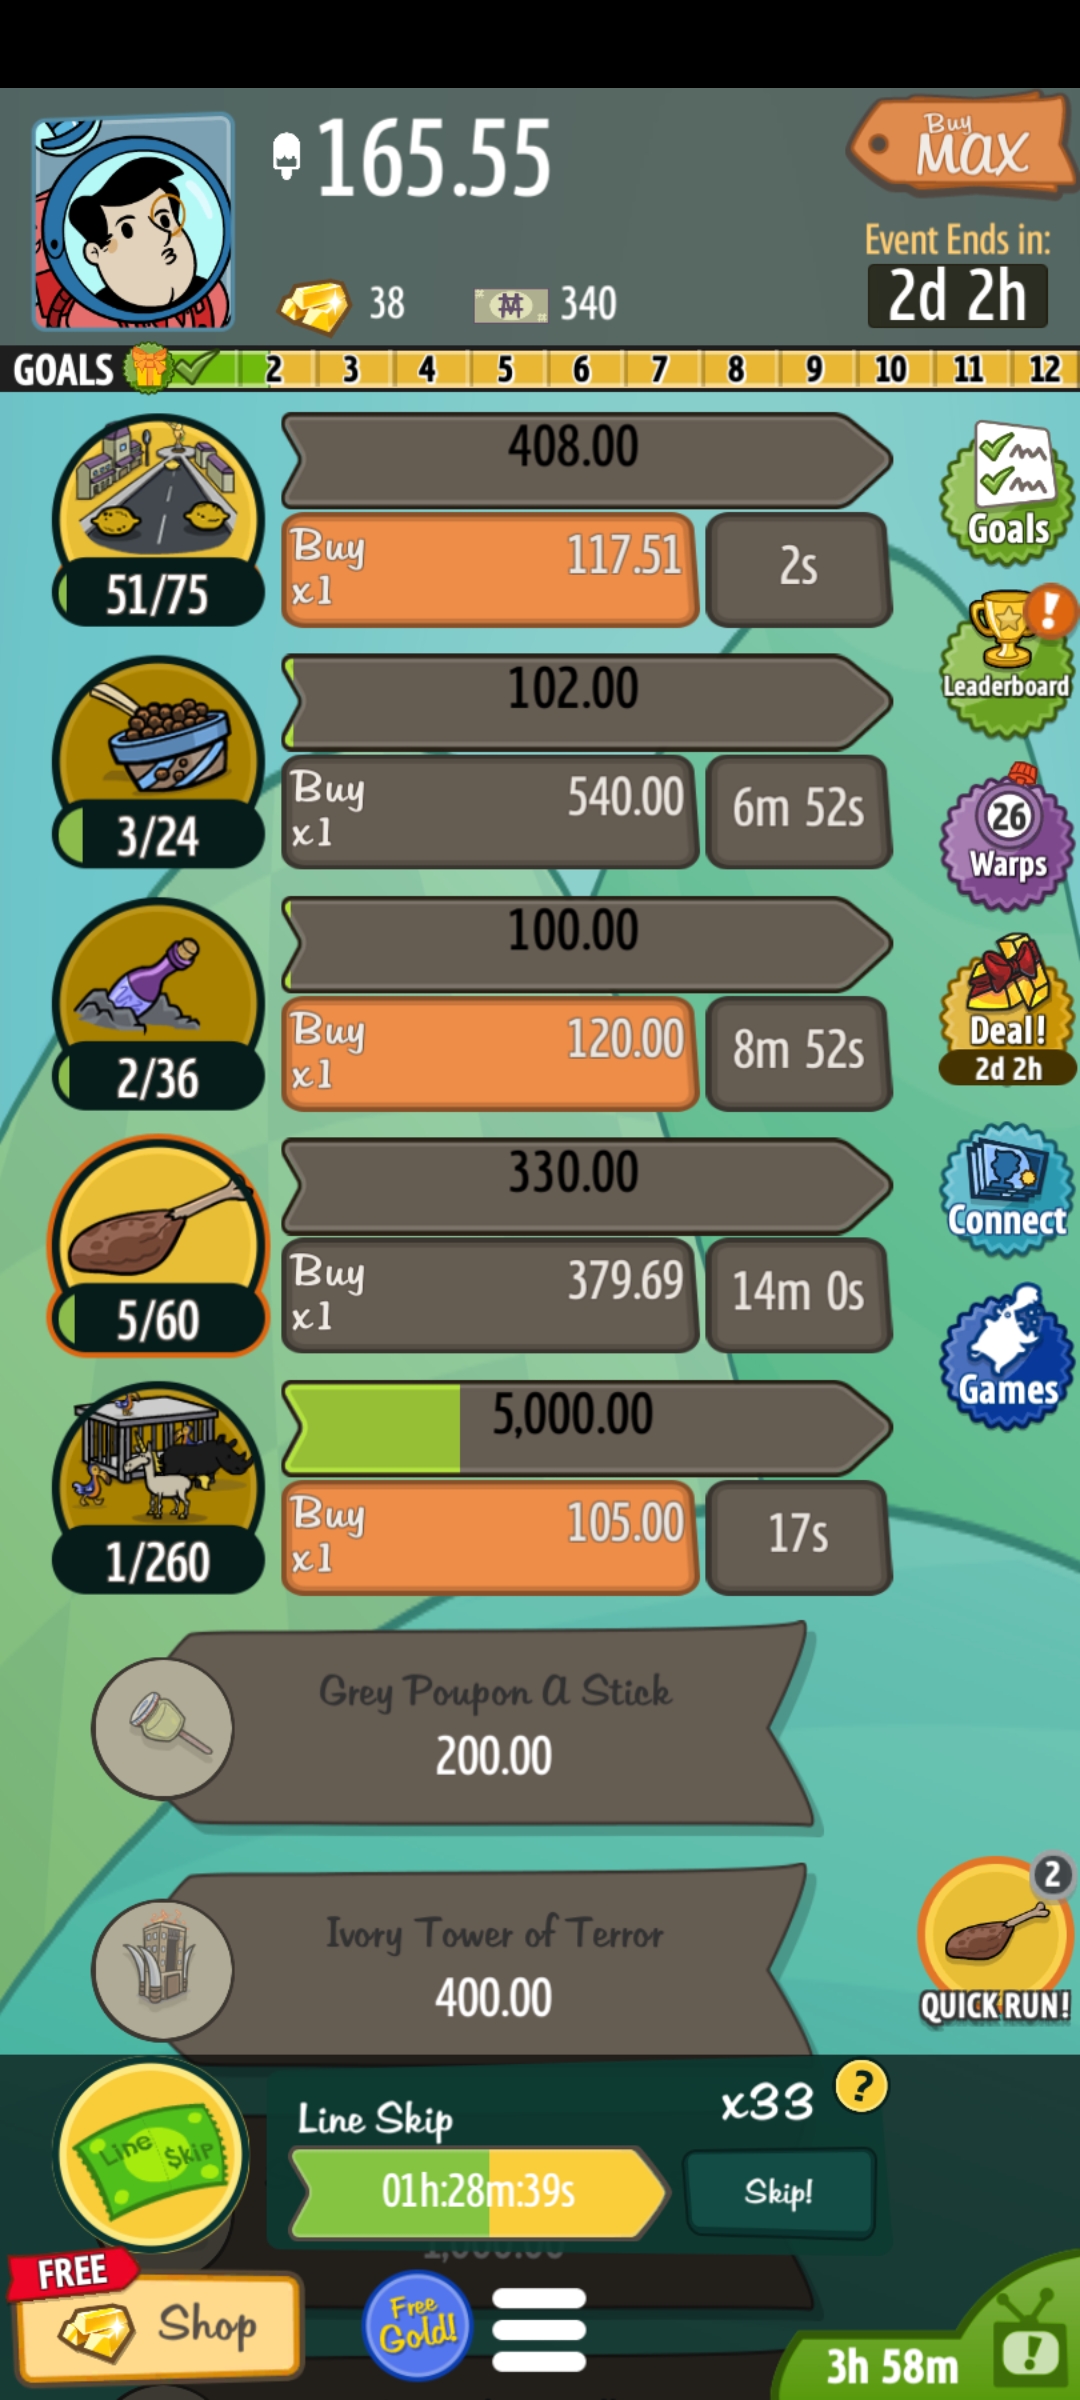 165.55
Buy
MAX
Event Ends in:
2d 2h
38
340
GOALS 2 3 4 5 6 7 8 9 10 11 12
408.00
Buy
x1
117.51
2s
51/75
Goals
102.00
Buy
x1
540.00
6m 52s
3/24
!
Leaderboard
100.00
Buy
x1
120.00
8m 52s
2/36
26
Warps
330.00
Buy
x1
379.69
14m 0s
5/60
Deal!
2d 2h
5,000.00
Buy
x1
105.00
17s
1/260
Connect
Games
Grey Poupon A Stick
200.00
Ivory Tower of Terror
400.00
2
QUICK RUN!
Line $kip
Line Skip
x33
?
01h:28m:39s
Skip!
1,000.00
FREE
Shop
Free
Gold!
3h 58m
!